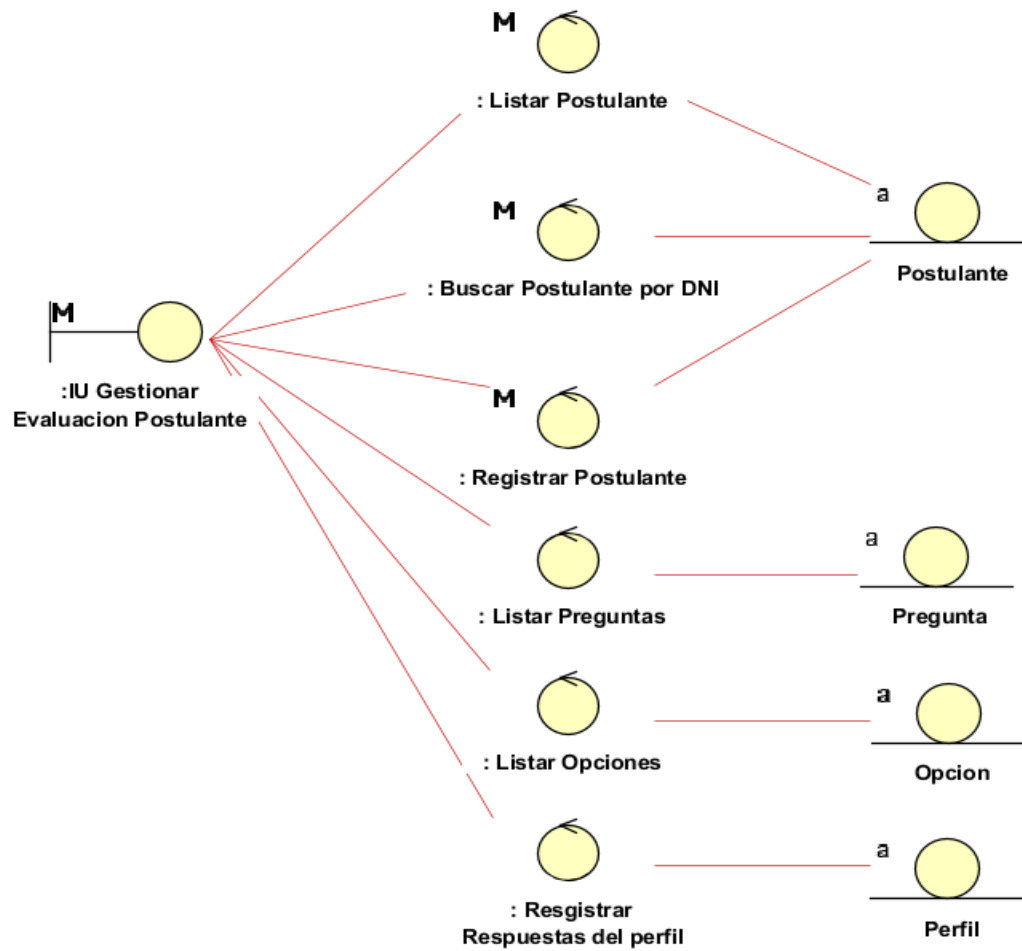 M
: Listar Postulante
M
a
Postulante
: Buscar Postulante por DNI
M
:IU Gestionar
Evaluacion Postulante
M
: Registrar Postulante
a
: Listar Preguntas
Pregunta
a
: Listar Opciones
Opcion
a
: Resgistrar
Respuestas del perfil
Perfil